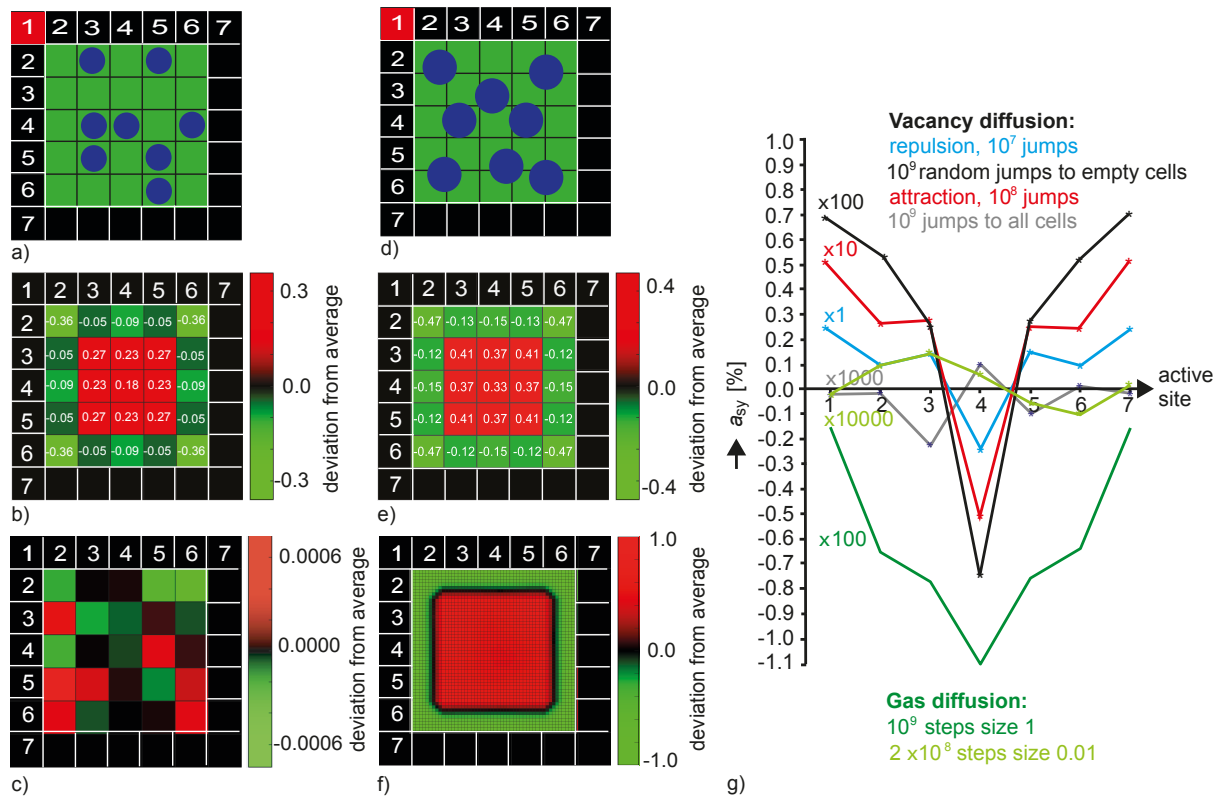 1 2 3 4 5 6 7
2
3
4
5
6
7
a)
1 2 3 4 5 6 7
2
3
4
5
6
7
d)
1 2 3 4 5 6 7
2 -0.36 -0.05 -0.09 -0.05 -0.36
3 -0.05 0.27 0.23 0.27 -0.05
4 -0.09 0.23 0.18 0.23 -0.09
5 -0.05 0.27 0.23 0.27 -0.05
6 -0.36 -0.05 -0.09 -0.05 -0.36
7
0.3
0.0
-0.3
deviation from average
b)
1 2 3 4 5 6 7
2 -0.47 -0.13 -0.15 -0.13 -0.47
3 -0.12 0.41 0.37 0.41 -0.12
4 -0.15 0.37 0.33 0.37 -0.15
5 -0.12 0.41 0.37 0.41 -0.12
6 -0.47 -0.12 -0.15 -0.12 -0.47
7
0.4
0.0
-0.4
deviation from average
e)
1 2 3 4 5 6 7
2
3
4
5
6
7
0.0006
0.0000
-0.0006
deviation from average
c)
1 2 3 4 5 6 7
2
3
4
5
6
7
1.0
0.0
-1.0
deviation from average
f)
Vacancy diffusion:
repulsion, 10⁷ jumps
10⁹ random jumps to empty cells
attraction, 10⁸ jumps
10⁹ jumps to all cells
1.0
0.9
0.8
0.7
0.6
0.5
0.4
0.3
0.2
0.1
0.0
-0.1
-0.2
-0.3
-0.4
-0.5
-0.6
-0.7
-0.8
-0.9
-1.0
-1.1
asy [%]
x100
x10
x1
x1000
x10000
x100
1 2 3 4 5 6 7
active
site
Gas diffusion:
10⁹ steps size 1
2 x10⁸ steps size 0.01
g)